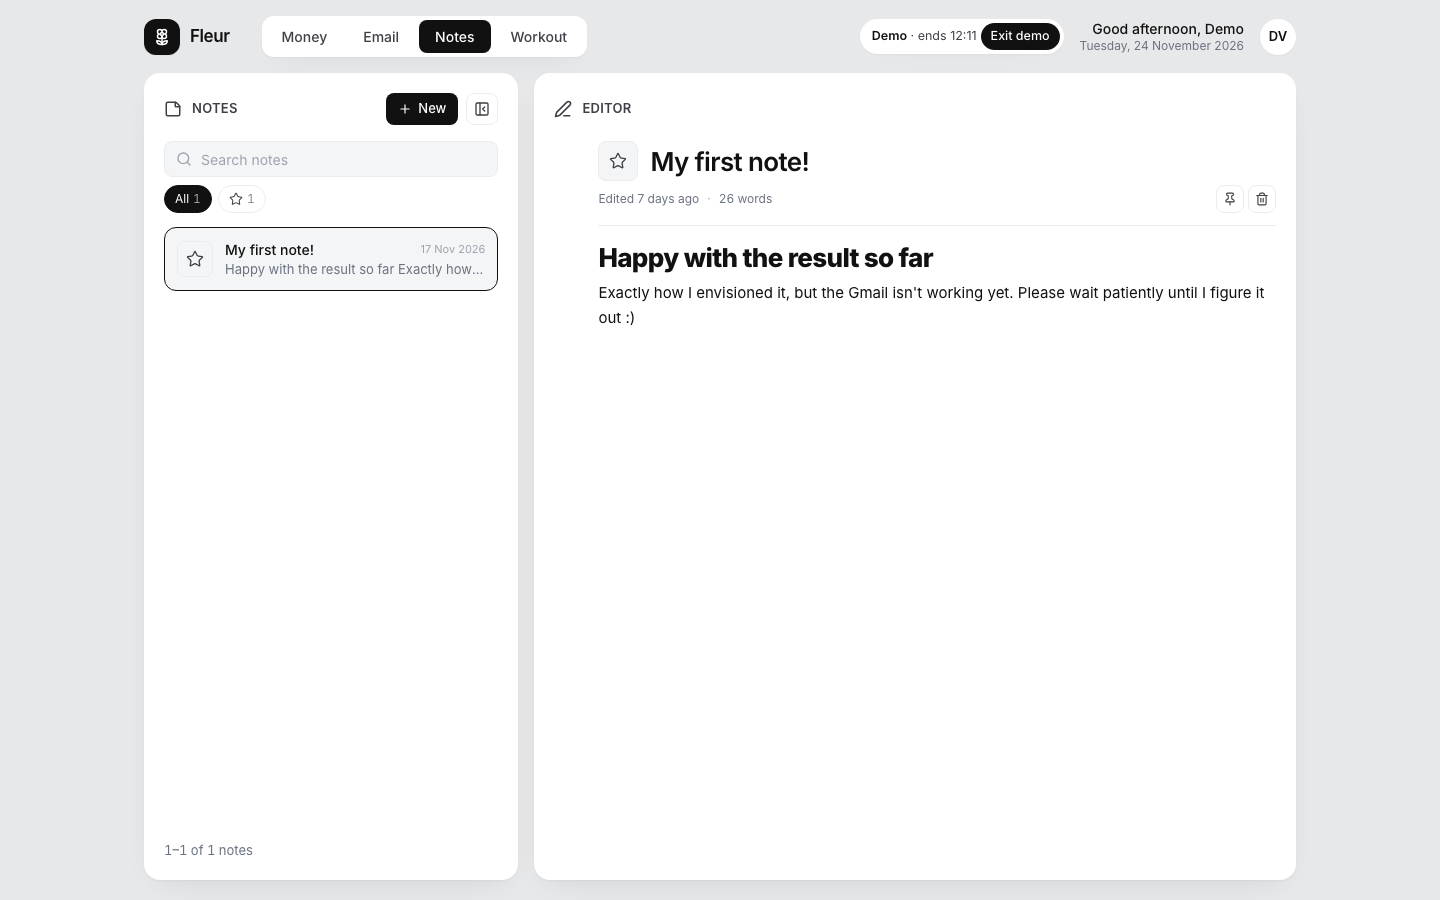 Fleur
Money
Email
Notes
Workout
Demo · ends 12:11
Exit demo
Good afternoon, Demo
Tuesday, 24 November 2026
DV
NOTES
New
Search notes
All 1
1
My first note!
17 Nov 2026
Happy with the result so far Exactly how...
1–1 of 1 notes
EDITOR
My first note!
Edited 7 days ago · 26 words
Happy with the result so far
Exactly how I envisioned it, but the Gmail isn't working yet. Please wait patiently until I figure it
out :)